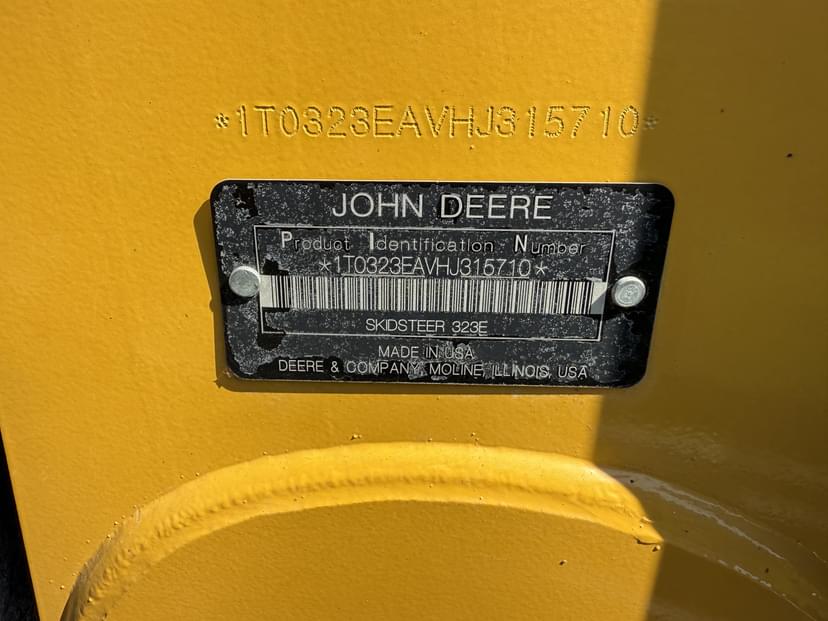 *1T0323EAVHJ315710*
JOHN DEERE
Product Identification Number
*1T0323EAVHJ315710*
SKIDSTEER 323E
MADE IN USA
DEERE & COMPANY, MOLINE, ILLINOIS, USA